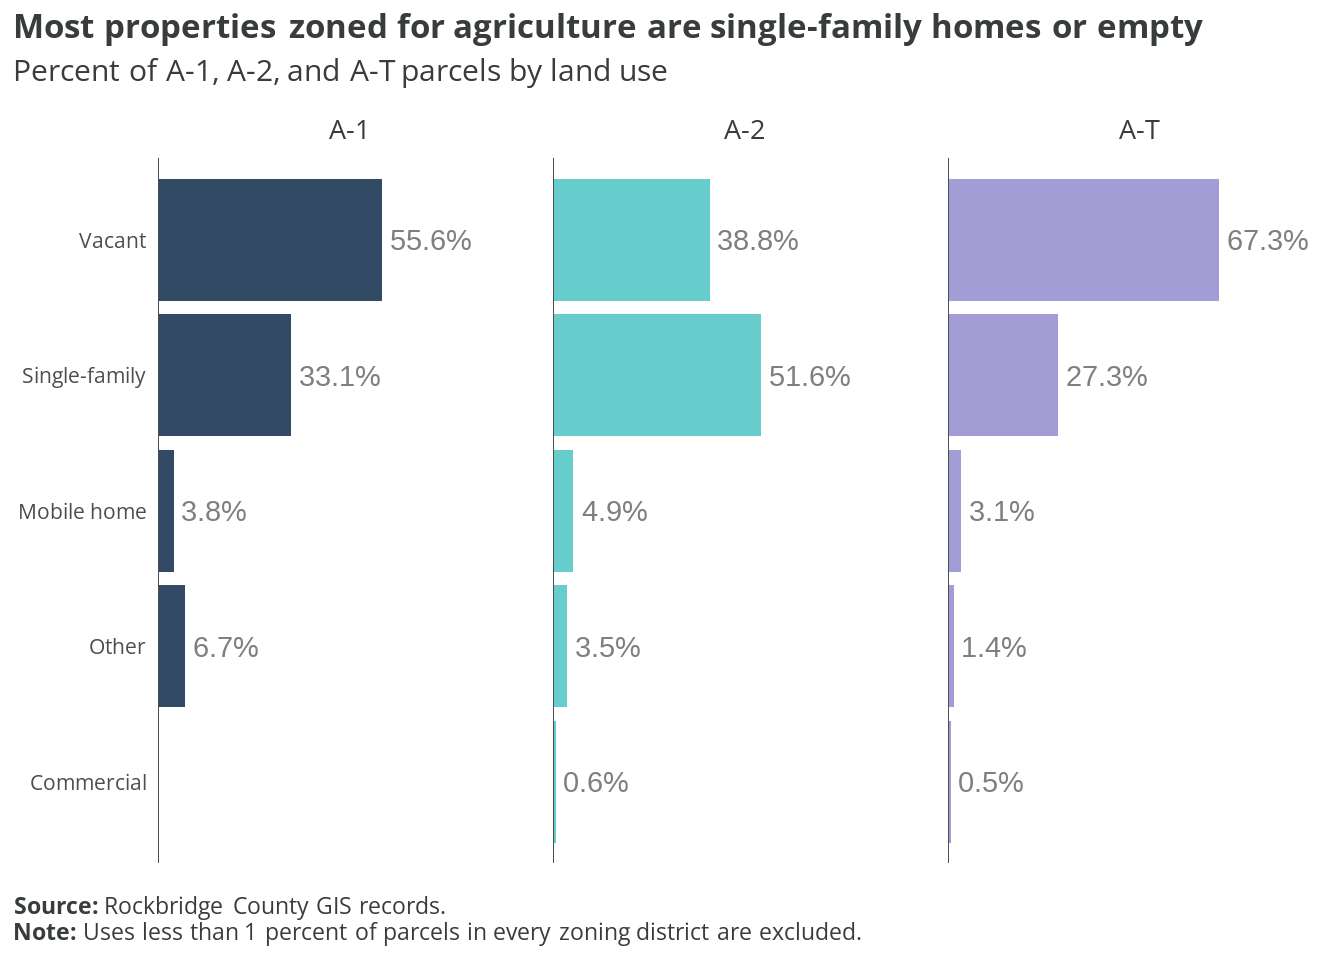 Most properties zoned for agriculture are single-family homes or empty
Percent of A-1, A-2, and A-T parcels by land use
A-1 A-2 A-T
Vacant 55.6% 38.8% 67.3%
Single-family 33.1% 51.6% 27.3%
Mobile home 3.8% 4.9% 3.1%
Other 6.7% 3.5% 1.4%
Commercial 0.6% 0.5%
Source: Rockbridge County GIS records.
Note: Uses less than 1 percent of parcels in every zoning district are excluded.